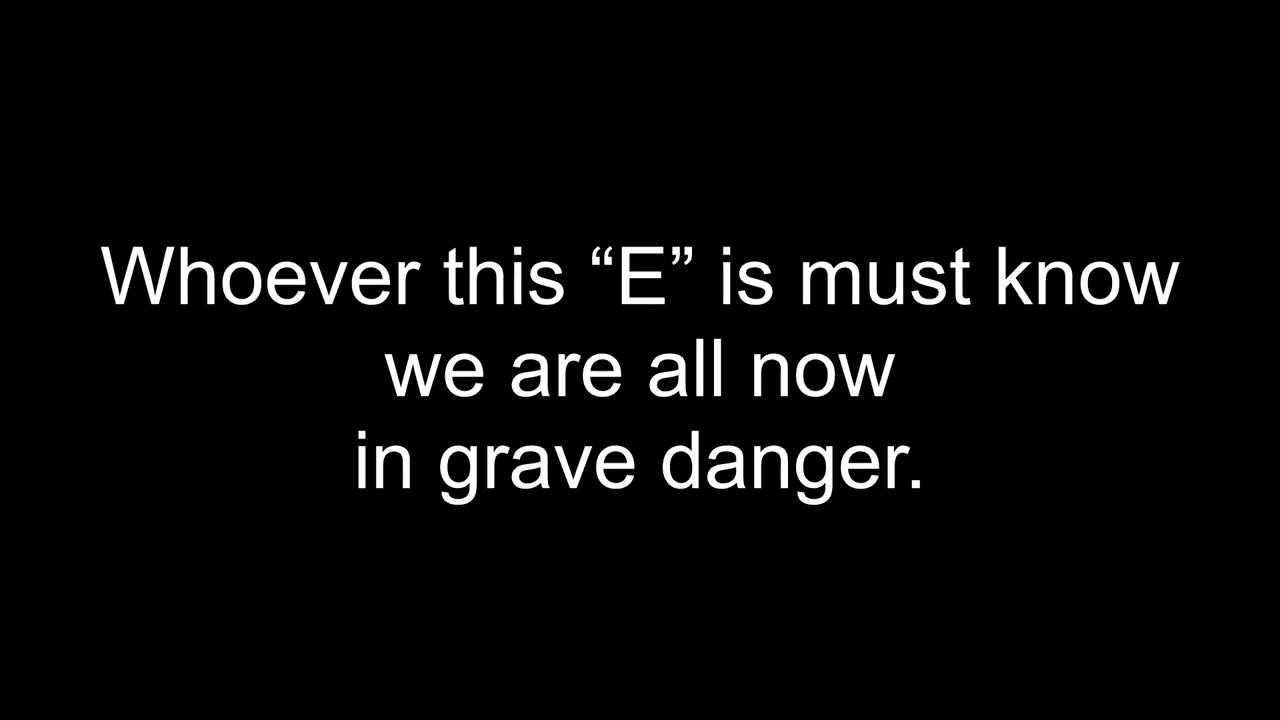 Whoever this “E” is must know
we are all now
in grave danger.